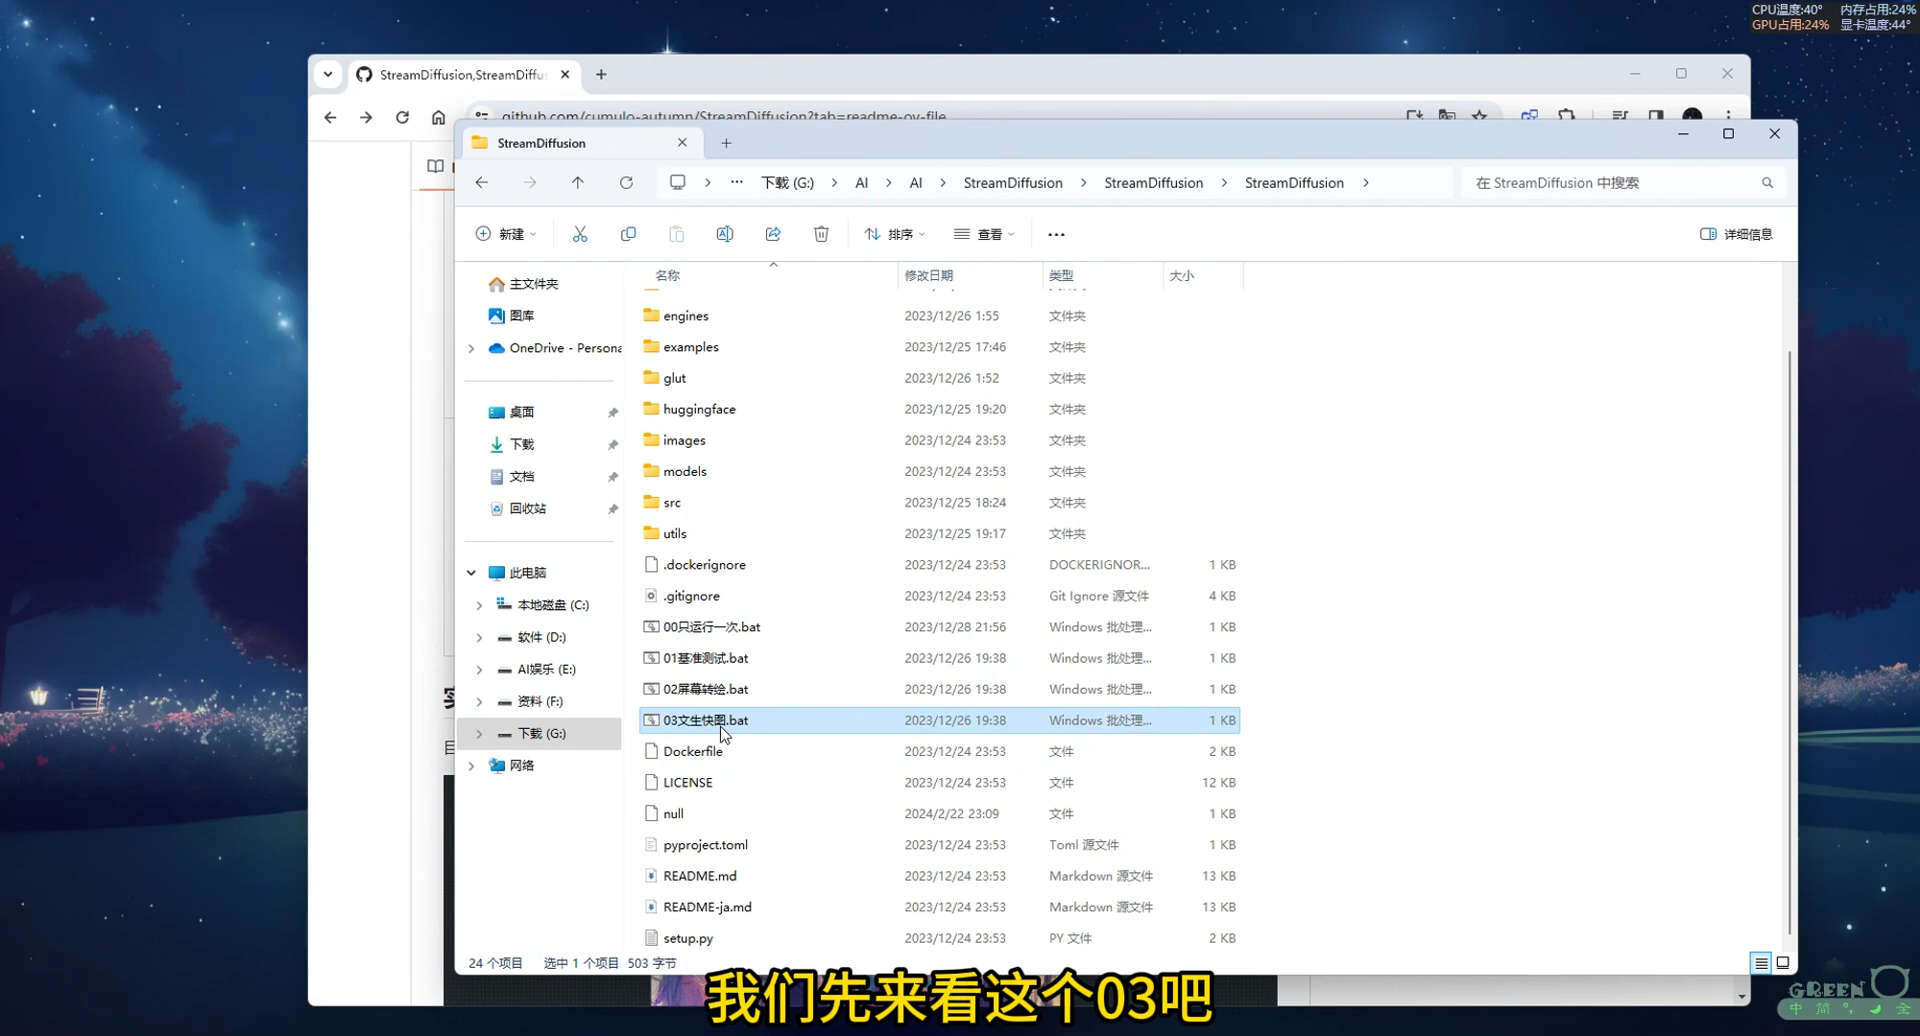 CPU温度:40° 内存占用:24%
GPU占用:24% 显卡温度:44°
StreamDiffusion,StreamDiffu
github.com/cumulo-autumn/StreamDiffusion?tab=readme-ov-file
StreamDiffusion
下载 (G:) AI AI StreamDiffusion StreamDiffusion StreamDiffusion
在 StreamDiffusion 中搜索
新建 排序 查看 详细信息
名称 修改日期 类型 大小
主文件夹
图库
OneDrive - Persona
桌面
下载
文档
回收站
此电脑
本地磁盘 (C:)
软件 (D:)
AI娱乐 (E:)
资料 (F:)
下载 (G:)
网络
engines 2023/12/26 1:55 文件夹
examples 2023/12/25 17:46 文件夹
glut 2023/12/26 1:52 文件夹
huggingface 2023/12/25 19:20 文件夹
images 2023/12/24 23:53 文件夹
models 2023/12/24 23:53 文件夹
src 2023/12/25 18:24 文件夹
utils 2023/12/25 19:17 文件夹
.dockerignore 2023/12/24 23:53 DOCKERIGNOR... 1 KB
.gitignore 2023/12/24 23:53 Git Ignore 源文件 4 KB
00只运行一次.bat 2023/12/28 21:56 Windows 批处理... 1 KB
01基准测试.bat 2023/12/26 19:38 Windows 批处理... 1 KB
02屏幕转绘.bat 2023/12/26 19:38 Windows 批处理... 1 KB
03文生快图.bat 2023/12/26 19:38 Windows 批处理... 1 KB
Dockerfile 2023/12/24 23:53 文件 2 KB
LICENSE 2023/12/24 23:53 文件 12 KB
null 2024/2/22 23:09 文件 1 KB
pyproject.toml 2023/12/24 23:53 Toml 源文件 1 KB
README.md 2023/12/24 23:53 Markdown 源文件 13 KB
README-ja.md 2023/12/24 23:53 Markdown 源文件 13 KB
setup.py 2023/12/24 23:53 PY 文件 2 KB
24 个项目 选中 1 个项目 503 字节
我们先来看这个03吧
GREEN
中 简 °, 全